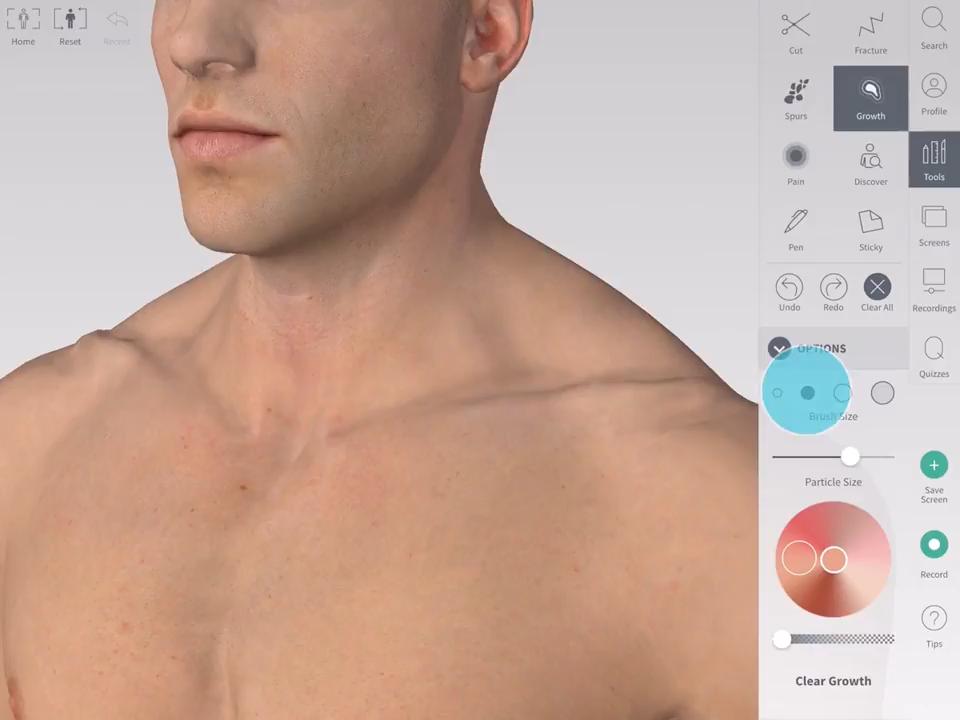 Home
Reset
Recent
Cut
Fracture
Search
Spurs
Growth
Profile
Pain
Discover
Tools
Pen
Sticky
Screens
Undo
Redo
Clear All
Recordings
OPTIONS
Quizzes
Brush Size
Particle Size
Save
Screen
Record
Tips
Clear Growth